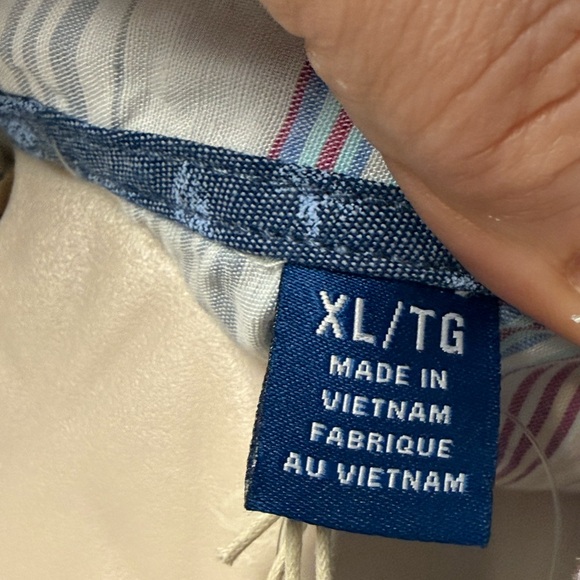 XL/TG
MADE IN
VIETNAM
FABRIQUE
AU VIETNAM